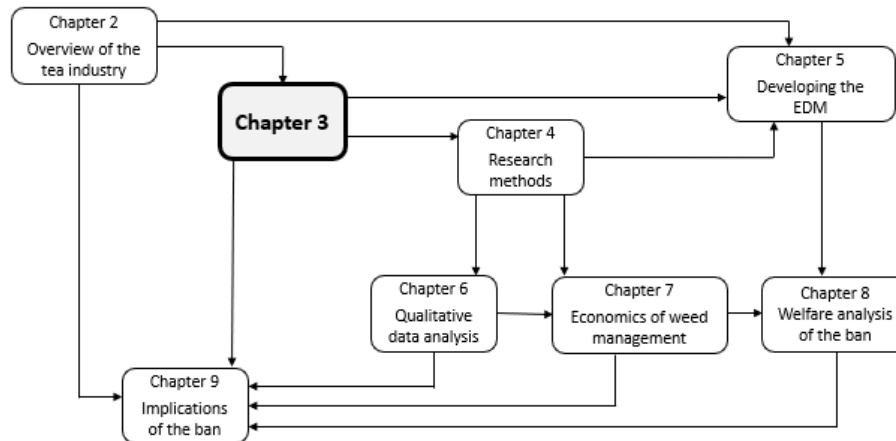 Chapter 2
Overview of the
tea industry
Chapter 5
Developing the
EDM
Chapter 3
Chapter 4
Research
methods
Chapter 6
Qualitative
data analysis
Chapter 7
Economics of weed
management
Chapter 8
Welfare analysis
of the ban
Chapter 9
Implications
of the ban